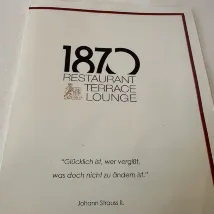 1870
RESTAURANT
TERRACE
LOUNGE
"Glücklich ist, wer vergißt,
was doch nicht zu ändern ist."
Johann Strauss II.